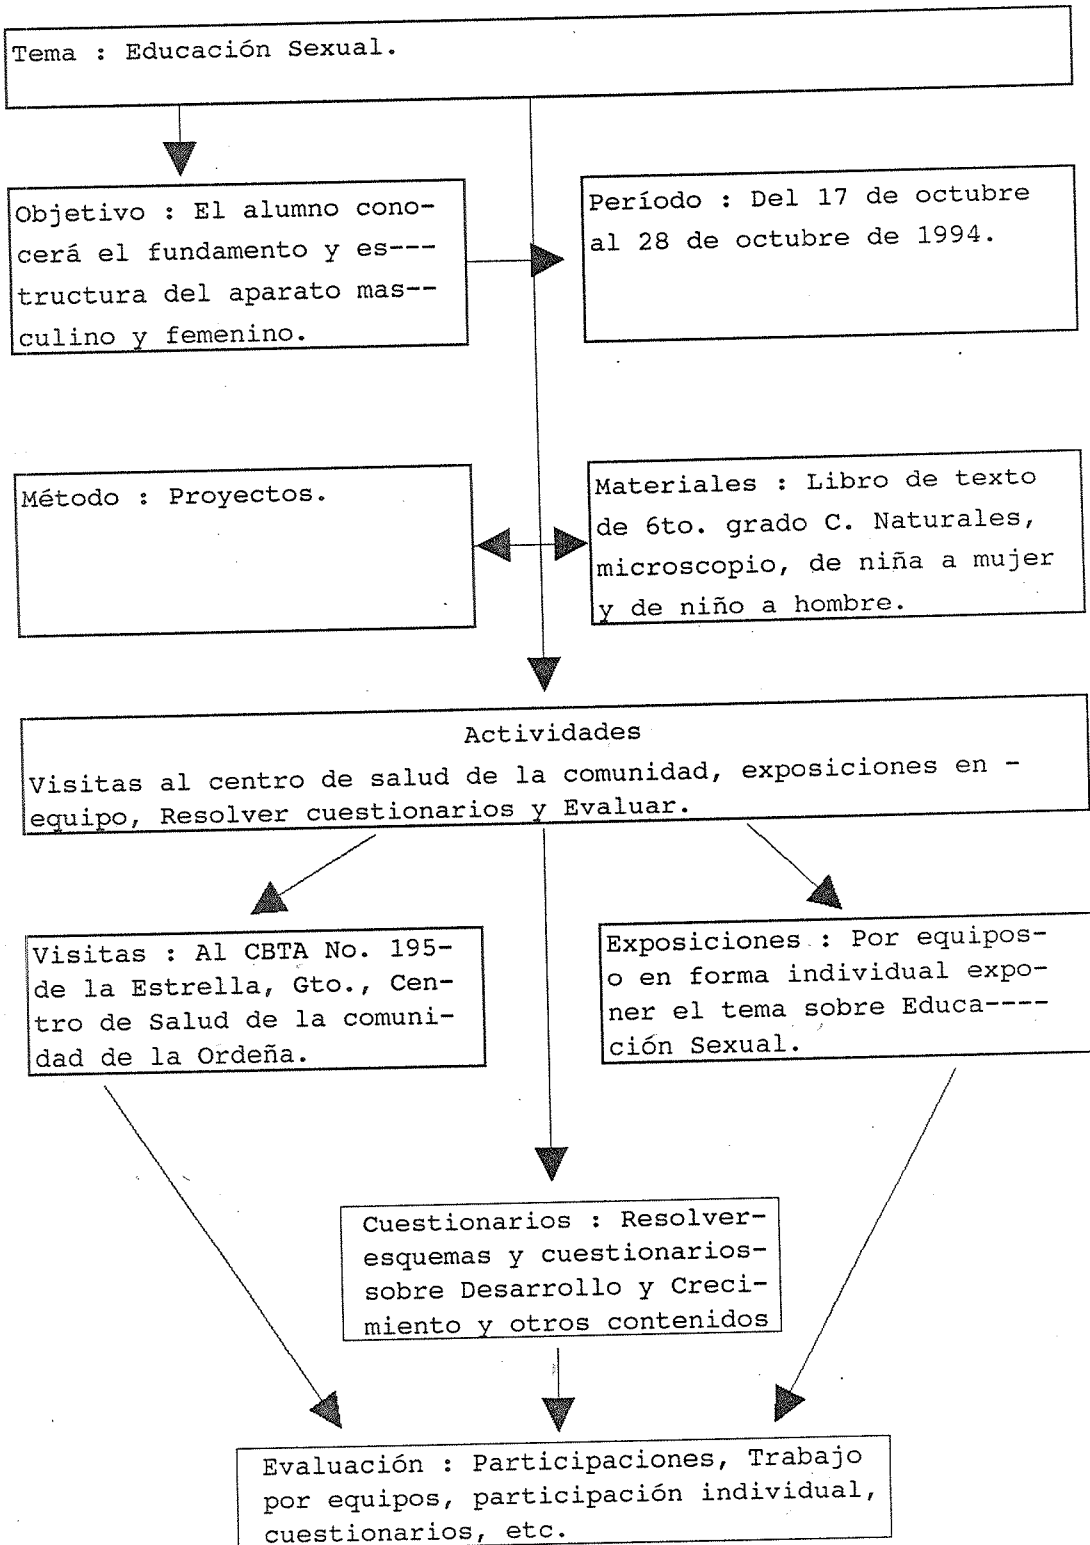 Tema : Educación Sexual.
Objetivo : El alumno cono-
cerá el fundamento y es---
tructura del aparato mas--
culino y femenino.
Período : Del 17 de octubre
al 28 de octubre de 1994.
Método : Proyectos.
Materiales : Libro de texto
de 6to. grado C. Naturales,
microscopio, de niña a mujer
y de niño a hombre.
Actividades
Visitas al centro de salud de la comunidad, exposiciones en -
equipo, Resolver cuestionarios y Evaluar.
Visitas : Al CBTA No. 195-
de la Estrella, Gto., Cen-
tro de Salud de la comuni-
dad de la Ordeña.
Exposiciones : Por equipos-
o en forma individual expo-
ner el tema sobre Educa----
ción Sexual.
Cuestionarios : Resolver-
esquemas y cuestionarios-
sobre Desarrollo y Creci-
miento y otros contenidos
Evaluación : Participaciones, Trabajo
por equipos, participación individual,
cuestionarios, etc.